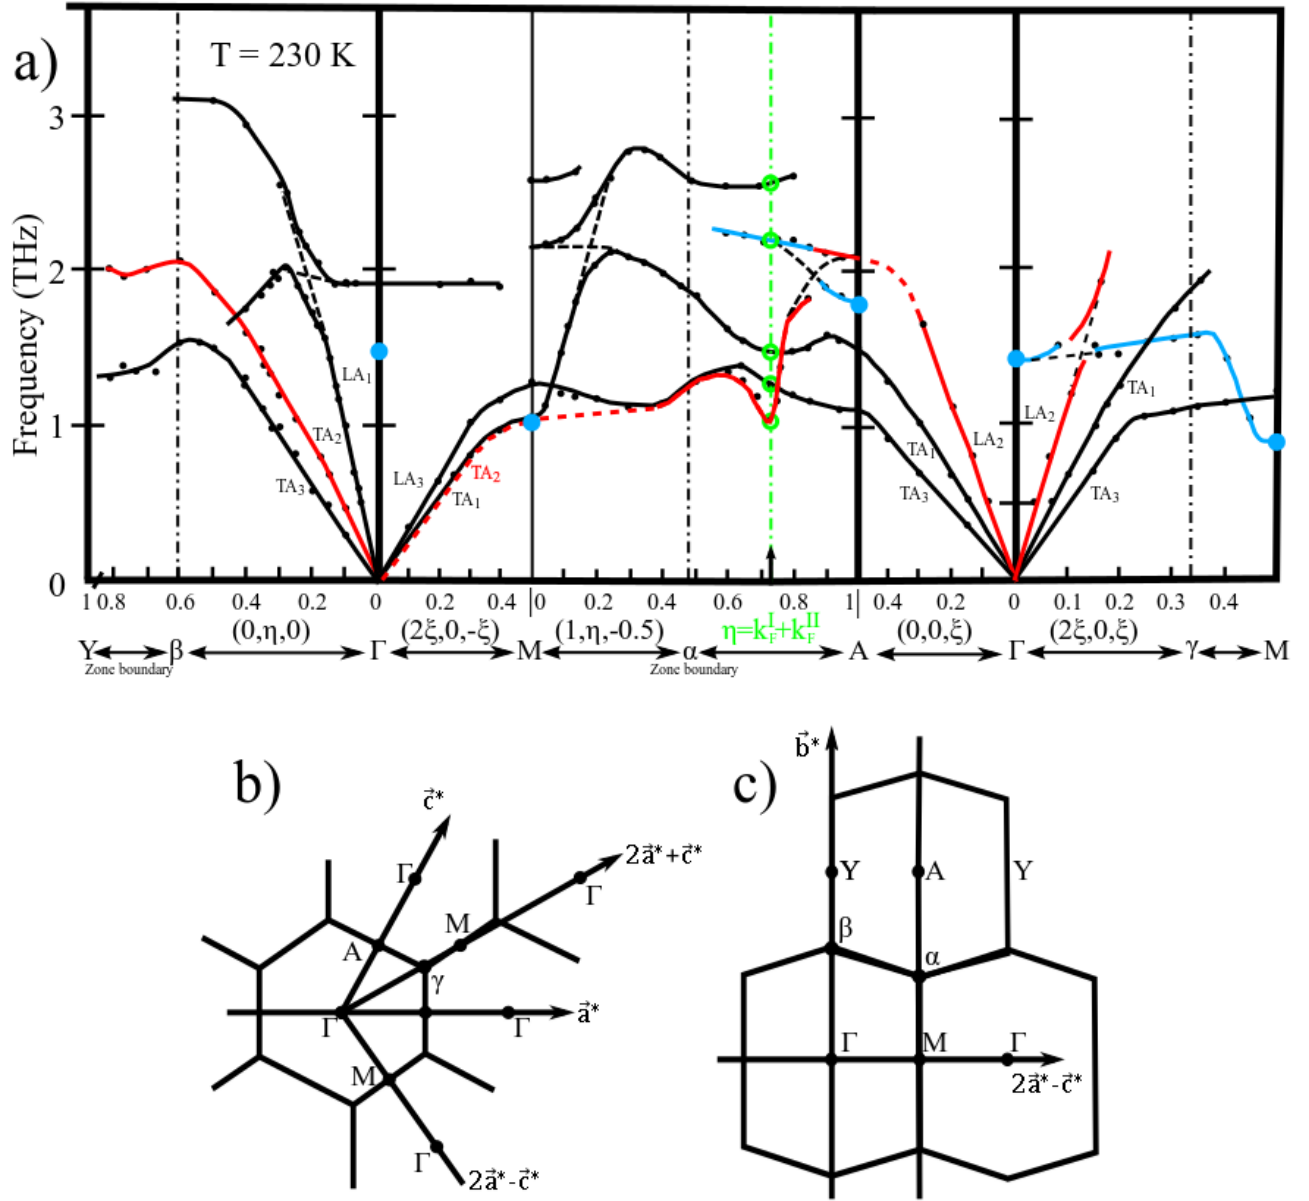 a)
T = 230 K
Frequency (THz)
3
2
1
0
LA₁
TA₂
TA₃
LA₃
TA₂
TA₁
TA₁
LA₂
TA₃
LA₂
TA₁
TA₃
1 0.8 0.6 0.4 0.2 0 0.2 0.4 0 0.2 0.4 0.6 0.8 1 0.4 0.2 0 0.1 0.2 0.3 0.4
(0,η,0) (2ξ,0,-ξ) (1,η,-0.5) η=k_F^I+k_F^II (0,0,ξ) (2ξ,0,ξ)
Y β Γ M α A Γ γ M
Zone boundary Zone boundary
b)
c⃗*
Γ
2a⃗*+c⃗*
Γ
M
A
γ
Γ
a⃗*
Γ
M
Γ
2a⃗*-c⃗*
c)
b⃗*
Y A Y
β
α
Γ M Γ
2a⃗*-c⃗*